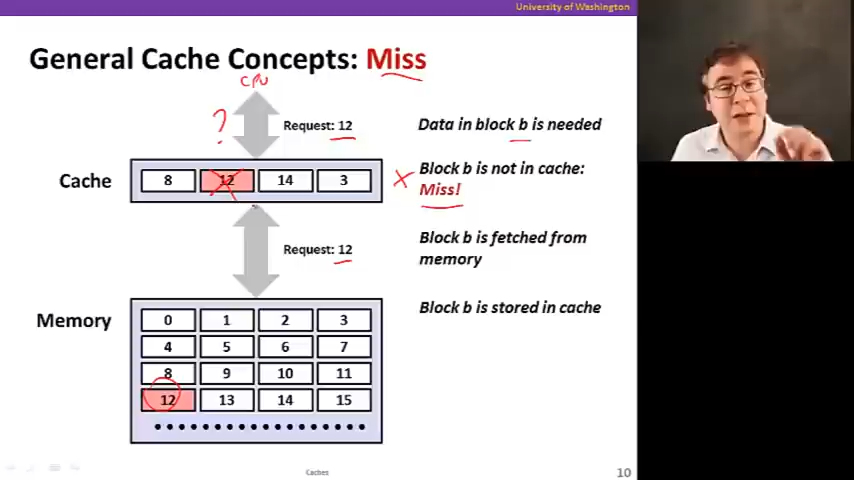 University of Washington
General Cache Concepts: Miss
CPU
?
Request: 12
Data in block b is needed
Cache
8 12 14 3
Block b is not in cache:
Miss!
Request: 12
Block b is fetched from
memory
Block b is stored in cache
Memory
0 1 2 3
4 5 6 7
8 9 10 11
12 13 14 15
Caches
10